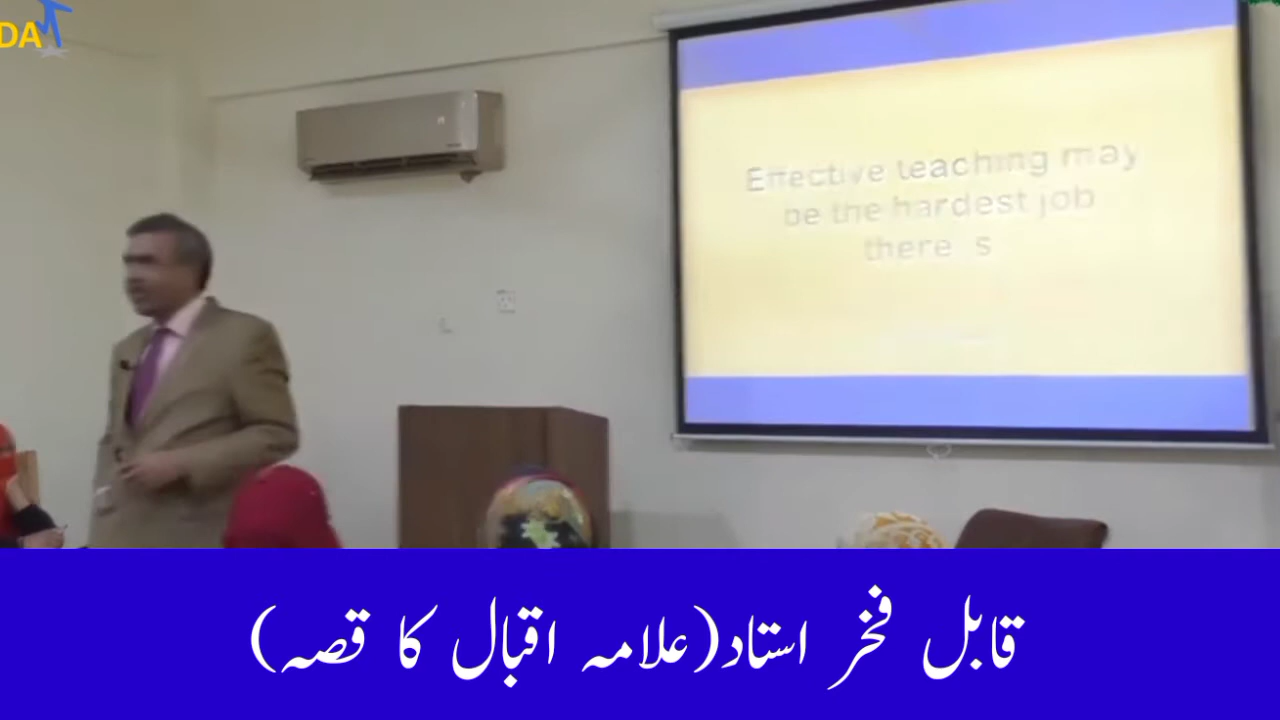 DA
Effective teaching may
be the hardest job
there is
قابل فخر استاد(علامہ اقبال کا قصہ)